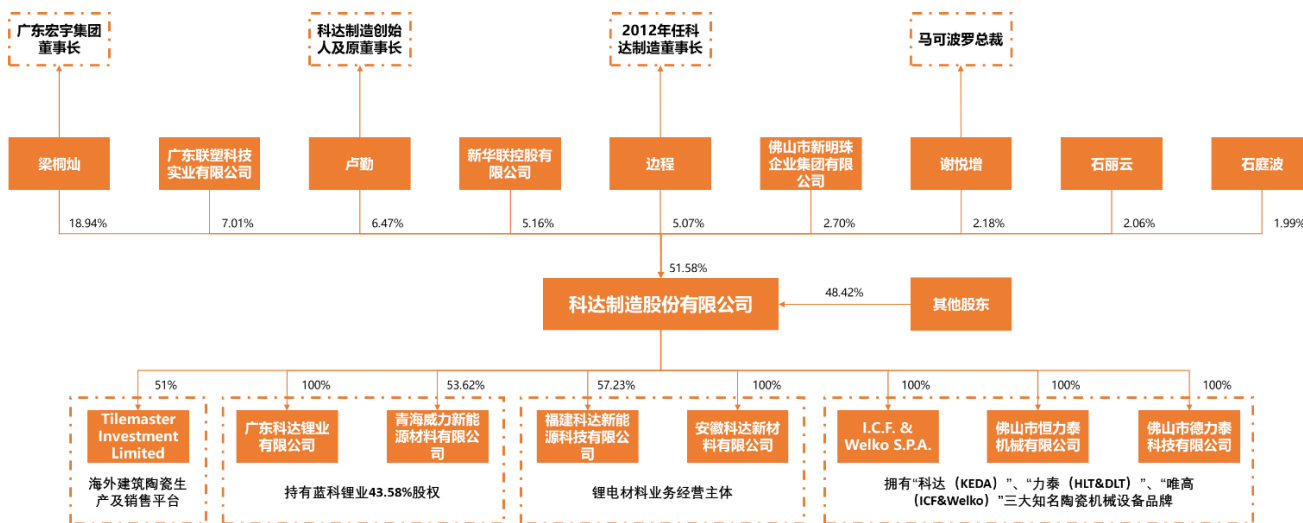 广东宏宇集团
董事长
科达制造创始
人及原董事长
2012年任科
达制造董事长
马可波罗总裁
梁桐灿
广东联塑科技
实业有限公司
卢勤
新华联控股有
限公司
边程
佛山市新明珠
企业集团有限
公司
谢悦增
石丽云
石庭波
18.94%
7.01%
6.47%
5.16%
5.07%
2.70%
2.18%
2.06%
1.99%
51.58%
科达制造股份有限公司
48.42%
其他股东
51%
100%
53.62%
57.23%
100%
100%
100%
100%
Tilemaster
Investment
Limited
广东科达锂业
有限公司
青海威力新能
源材料有限公
司
福建科达新能
源科技有限公
司
安徽科达新材
料有限公司
I.C.F. &
Welko S.P.A.
佛山市恒力泰
机械有限公司
佛山市德力泰
科技有限公司
海外建筑陶瓷生
产及销售平台
持有蓝科锂业43.58%股权
锂电材料业务经营主体
拥有“科达（KEDA）”、“力泰（HLT&DLT）”、“唯高
（ICF&Welko）”三大知名陶瓷机械设备品牌